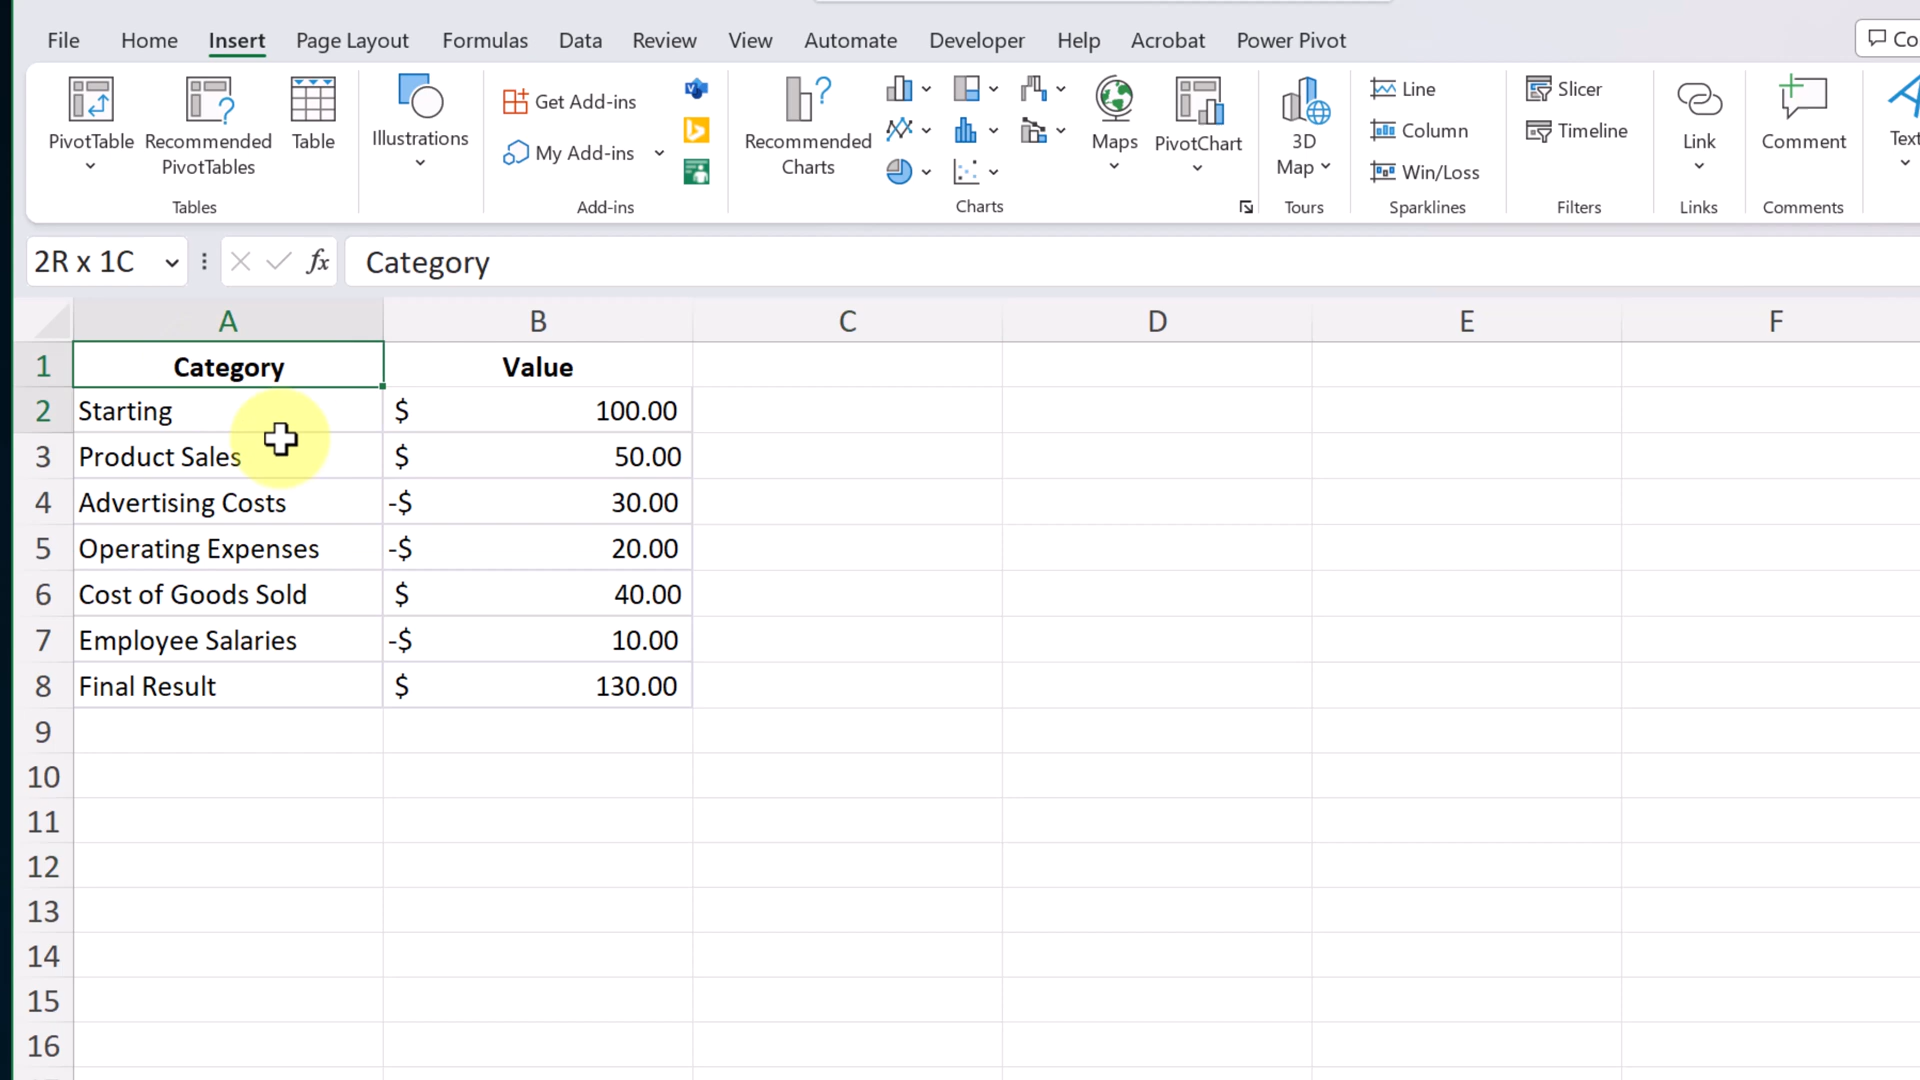 File Home Insert Page Layout Formulas Data Review View Automate Developer Help Acrobat Power Pivot Co
PivotTable Recommended PivotTables Table Illustrations Get Add-ins My Add-ins Recommended Charts Maps PivotChart 3D Map Line Column Win/Loss Slicer Timeline Link Comment Text
Tables Add-ins Charts Tours Sparklines Filters Links Comments
2R x 1C fx Category
A B C D E F
1 Category Value
2 Starting $ 100.00
3 Product Sales $ 50.00
4 Advertising Costs -$ 30.00
5 Operating Expenses -$ 20.00
6 Cost of Goods Sold $ 40.00
7 Employee Salaries -$ 10.00
8 Final Result $ 130.00
9
10
11
12
13
14
15
16